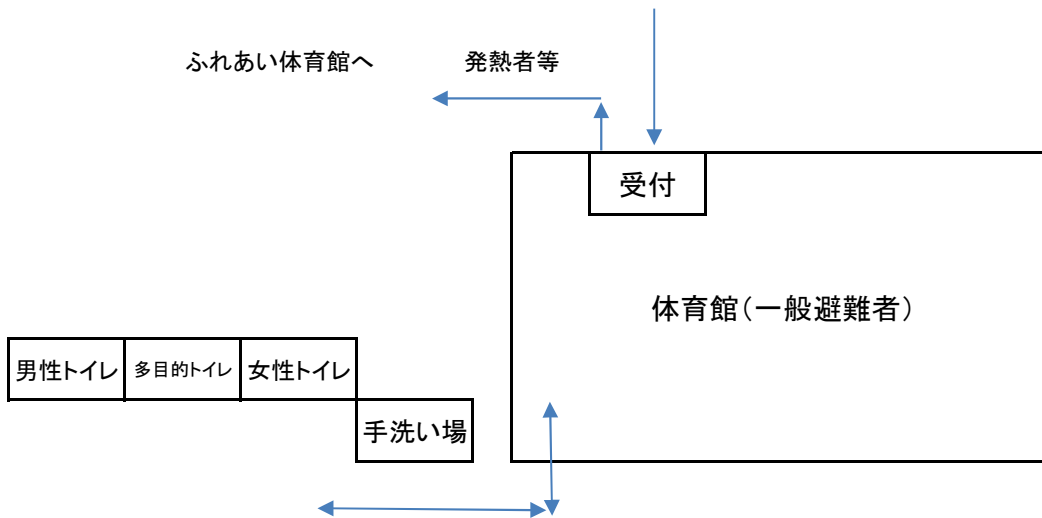 ふれあい体育館へ
発熱者等
受付
体育館(一般避難者)
男性トイレ
多目的トイレ
女性トイレ
手洗い場